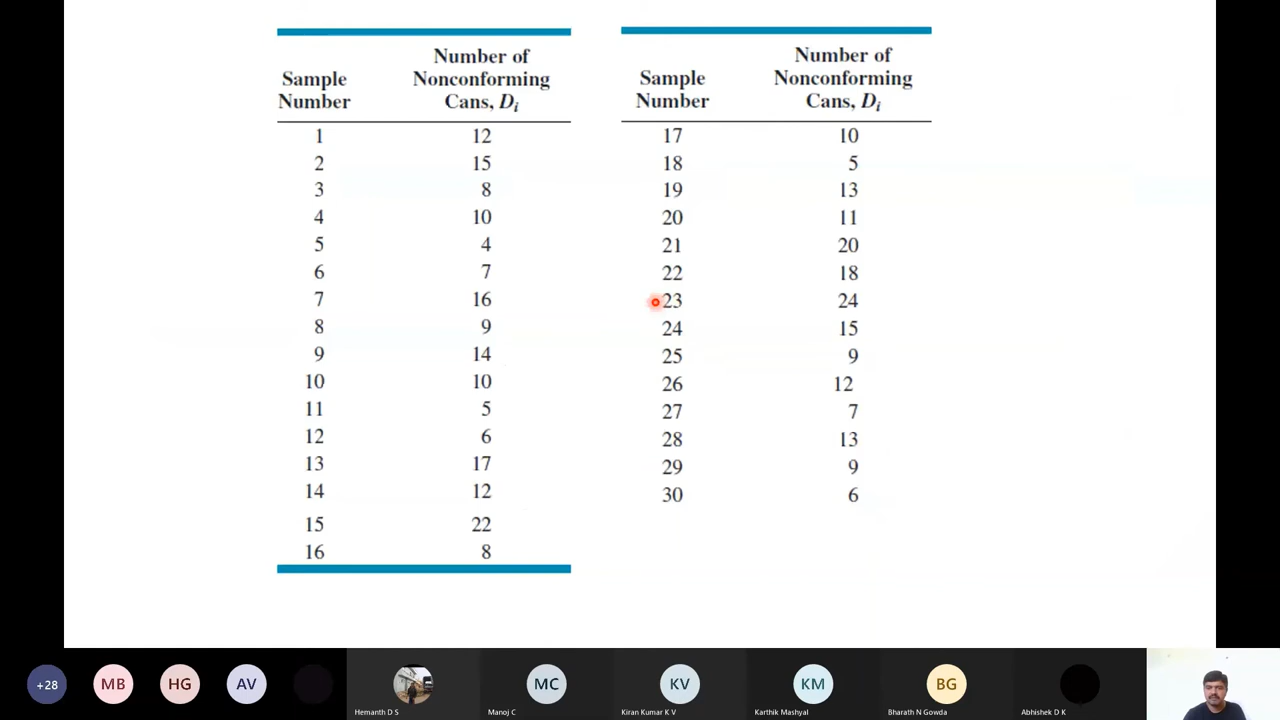 Number of
Nonconforming
Cans, Di
Sample
Number
1 12
2 15
3 8
4 10
5 4
6 7
7 16
8 9
9 14
10 10
11 5
12 6
13 17
14 12
15 22
16 8
Number of
Nonconforming
Cans, Di
Sample
Number
17 10
18 5
19 13
20 11
21 20
22 18
23 24
24 15
25 9
26 12
27 7
28 13
29 9
30 6
+28
MB
HG
AV
Hemanth D S
MC
Manoj C
KV
Kiran Kumar K V
KM
Karthik Mashyal
BG
Bharath N Gowda
Abhishek D K